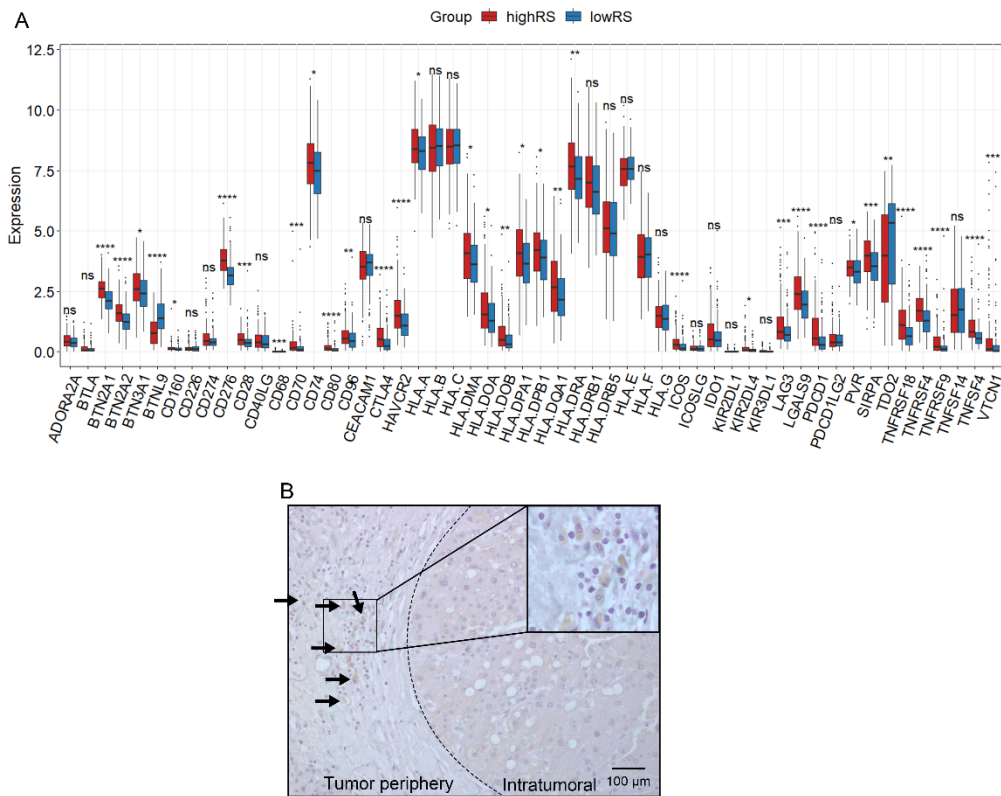 A
Group highRS lowRS
Expression
12.5
10.0
7.5
5.0
2.5
0.0
ns
ns
****
****
*
****
*
ns
ns
****
***
ns
***
***
*
****
**
ns
****
****
*
ns
ns
*
*
**
*
*
**
**
*
ns
ns
ns
ns
****
ns
ns
ns
*
ns
***
****
****
ns
*
***
**
****
****
****
ns
****
***
ADORA2A
BTLA
BTN2A1
BTN2A2
BTN3A1
BTNL9
CD160
CD226
CD274
CD276
CD28
CD40LG
CD68
CD70
CD74
CD80
CD96
CEACAM1
CTLA4
HAVCR2
HLA.A
HLA.B
HLA.C
HLA.DMA
HLA.DOA
HLA.DOB
HLA.DPA1
HLA.DPB1
HLA.DQA1
HLA.DRA
HLA.DRB1
HLA.DRB5
HLA.E
HLA.F
HLA.G
ICOS
ICOSLG
IDO1
KIR2DL1
KIR2DL4
KIR3DL1
LAG3
LGALS9
PDCD1
PDCD1LG2
PVR
SIRPA
TDO2
TNFRSF18
TNFRSF4
TNFRSF9
TNFSF14
TNFSF4
VTCN1
B
Tumor periphery
Intratumoral
100 µm